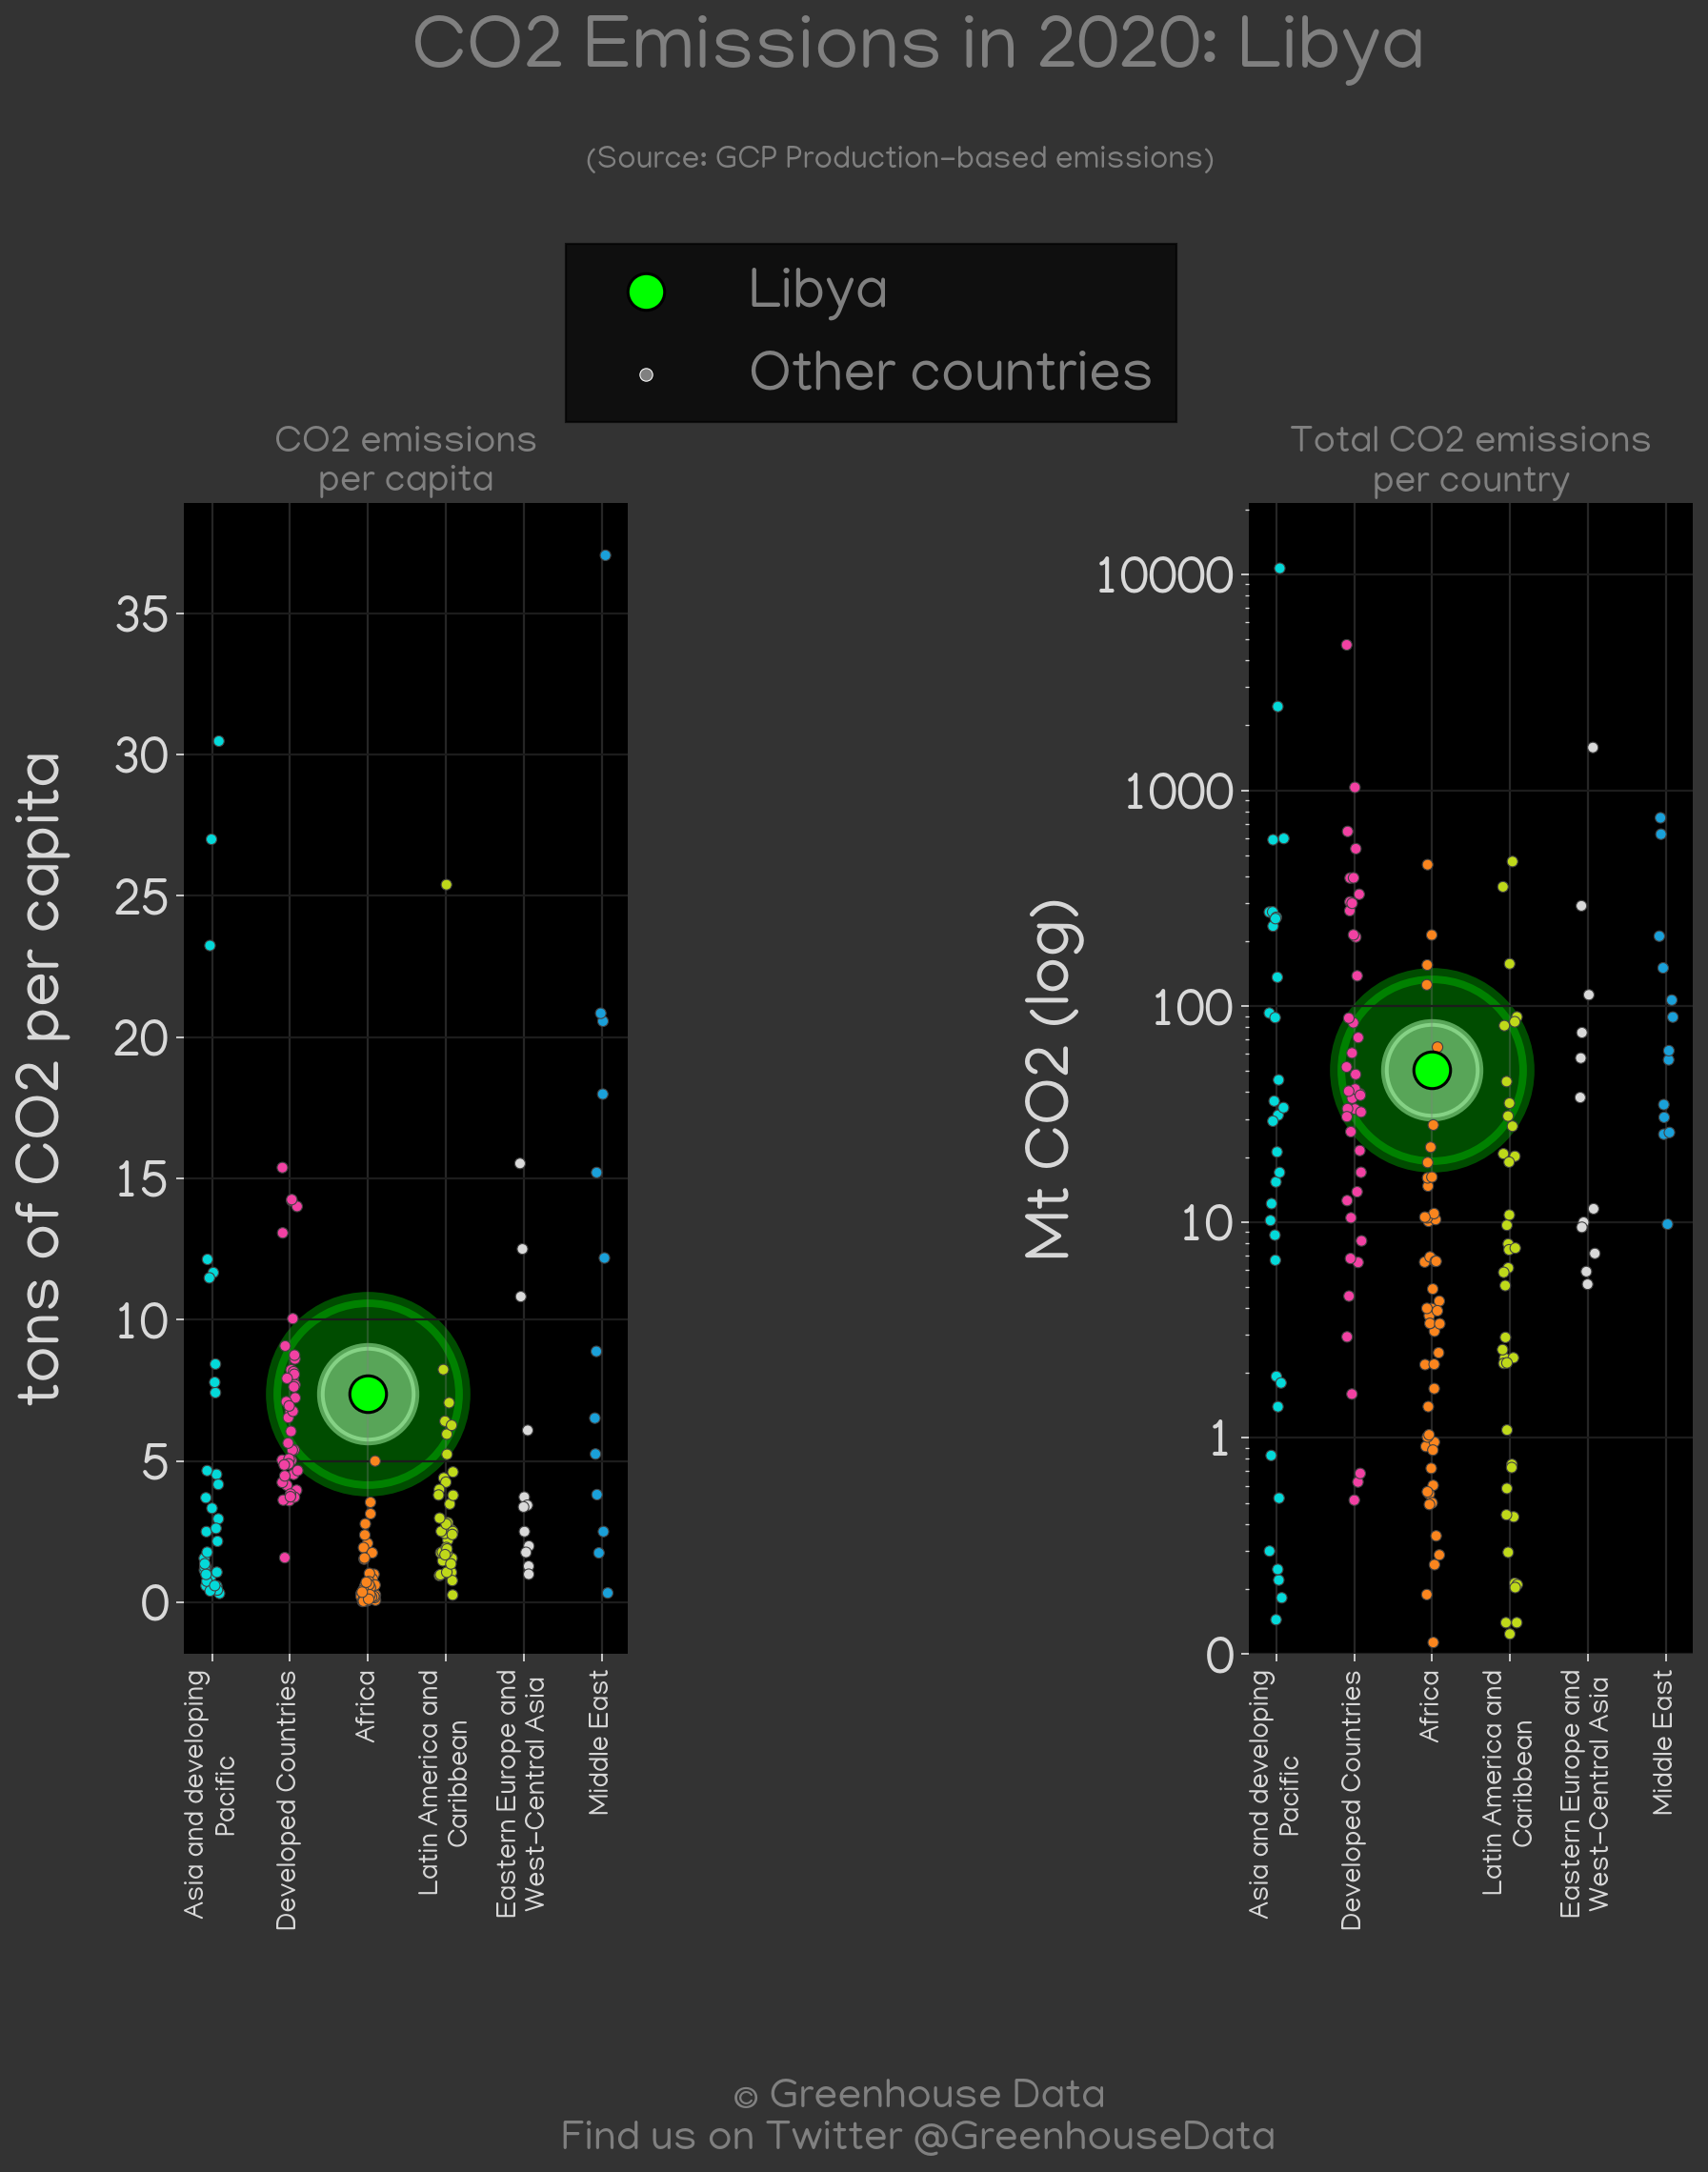 CO2 Emissions in 2020: Libya
(Source: GCP Production-based emissions)
Libya
Other countries
CO2 emissions
per capita
tons of CO2 per capita
35
30
25
20
15
10
5
0
Asia and developing
Pacific
Developed Countries
Africa
Latin America and
Caribbean
Eastern Europe and
West-Central Asia
Middle East
Total CO2 emissions
per country
Mt CO2 (log)
10000
1000
100
10
1
0
Asia and developing
Pacific
Developed Countries
Africa
Latin America and
Caribbean
Eastern Europe and
West-Central Asia
Middle East
© Greenhouse Data
Find us on Twitter @GreenhouseData